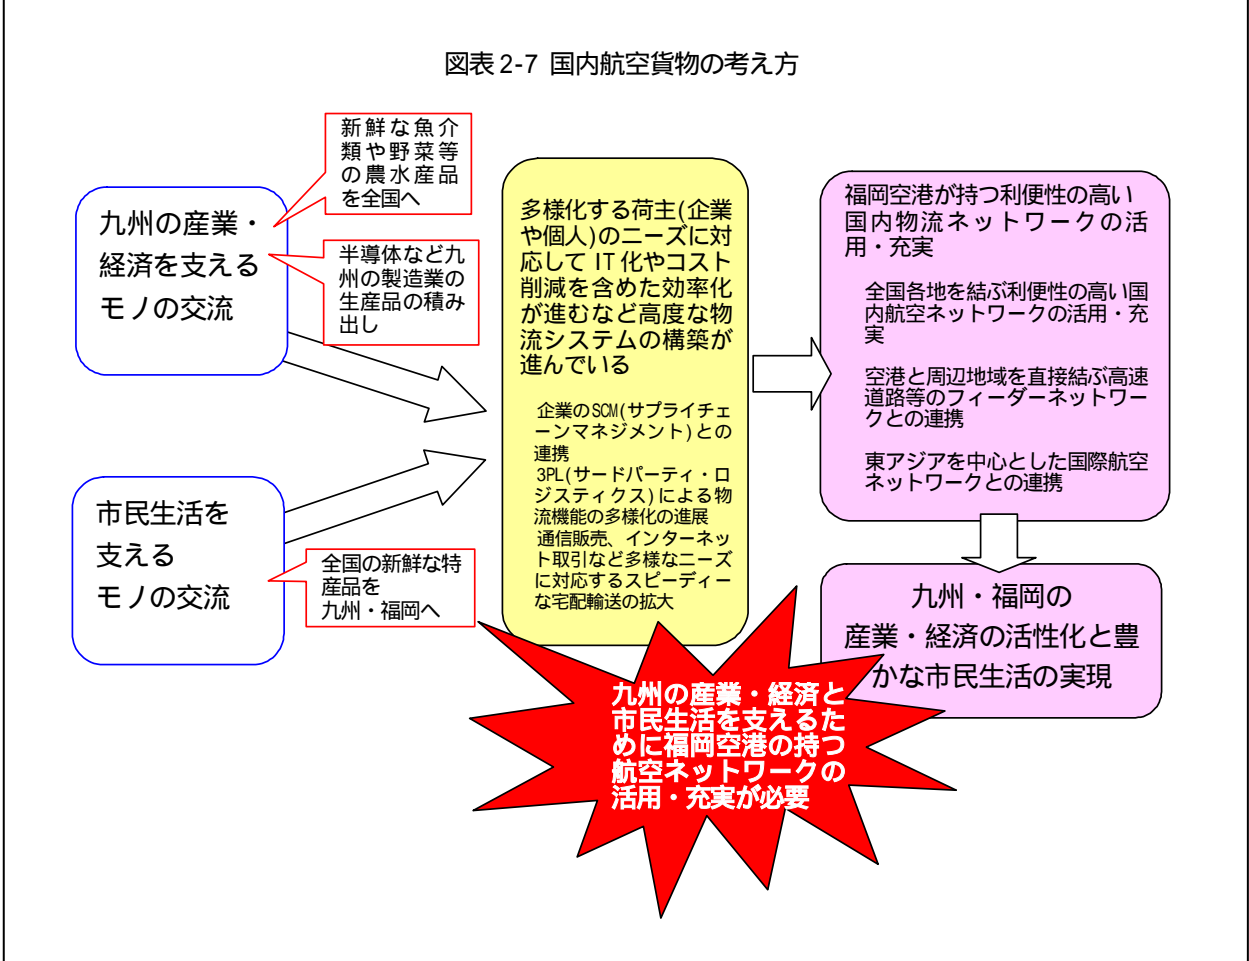 図表 2-7 国内航空貨物の考え方
新鮮な魚介
類や野菜等
の農水産品
を全国へ
九州の産業・
経済を支える
モノの交流
半導体など九
州の製造業の
生産品の積み
出し
市民生活を
支える
モノの交流
全国の新鮮な特
産品を
九州・福岡へ
多様化する荷主(企業
や個人)のニーズに対
応して IT 化やコスト
削減を含めた効率化
が進むなど高度な物
流システムの構築が
進んでいる
企業のSCM(サプライチェ
ーンマネジメント)との
連携
3PL(サードパーティ・ロ
ジスティクス)による物
流機能の多様化の進展
通信販売、インターネッ
ト取引など多様なニーズ
に対応するスピーディー
な宅配輸送の拡大
福岡空港が持つ利便性の高い
国内物流ネットワークの活
用・充実
全国各地を結ぶ利便性の高い国
内航空ネットワークの活用・充
実
空港と周辺地域を直接結ぶ高速
道路等のフィーダーネットワー
クとの連携
東アジアを中心とした国際航空
ネットワークとの連携
九州・福岡の
産業・経済の活性化と豊
かな市民生活の実現
九州の産業・経済と
市民生活を支えるた
めに福岡空港の持つ
航空ネットワークの
活用・充実が必要